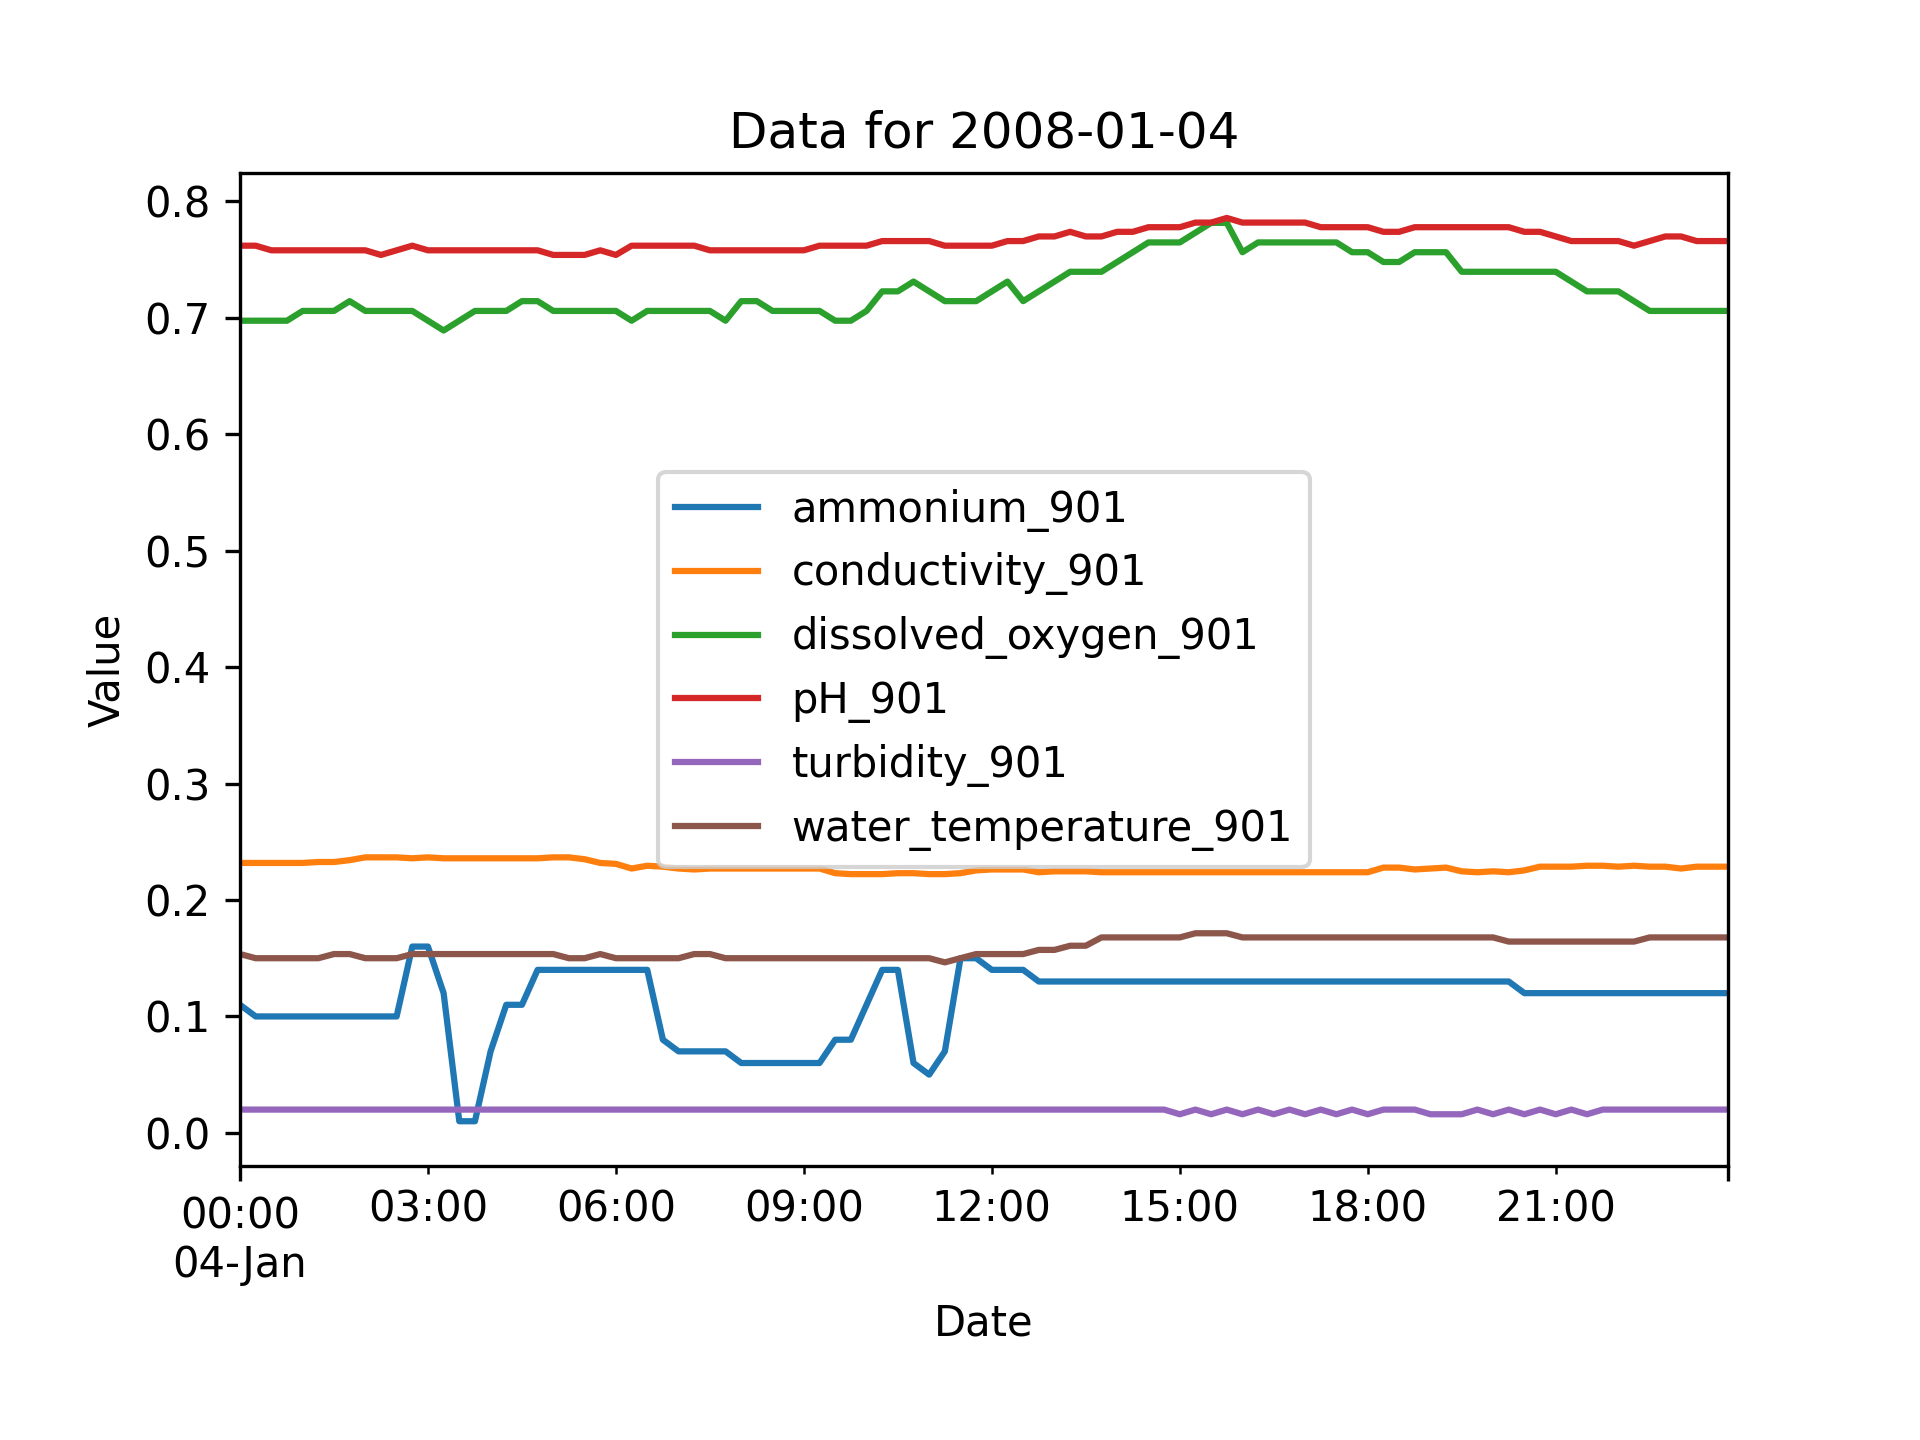 Data for 2008-01-04
0.8
0.7
0.6
0.5
0.4
0.3
0.2
0.1
0.0
Value
ammonium_901
conductivity_901
dissolved_oxygen_901
pH_901
turbidity_901
water_temperature_901
00:00 03:00 06:00 09:00 12:00 15:00 18:00 21:00
04-Jan
Date